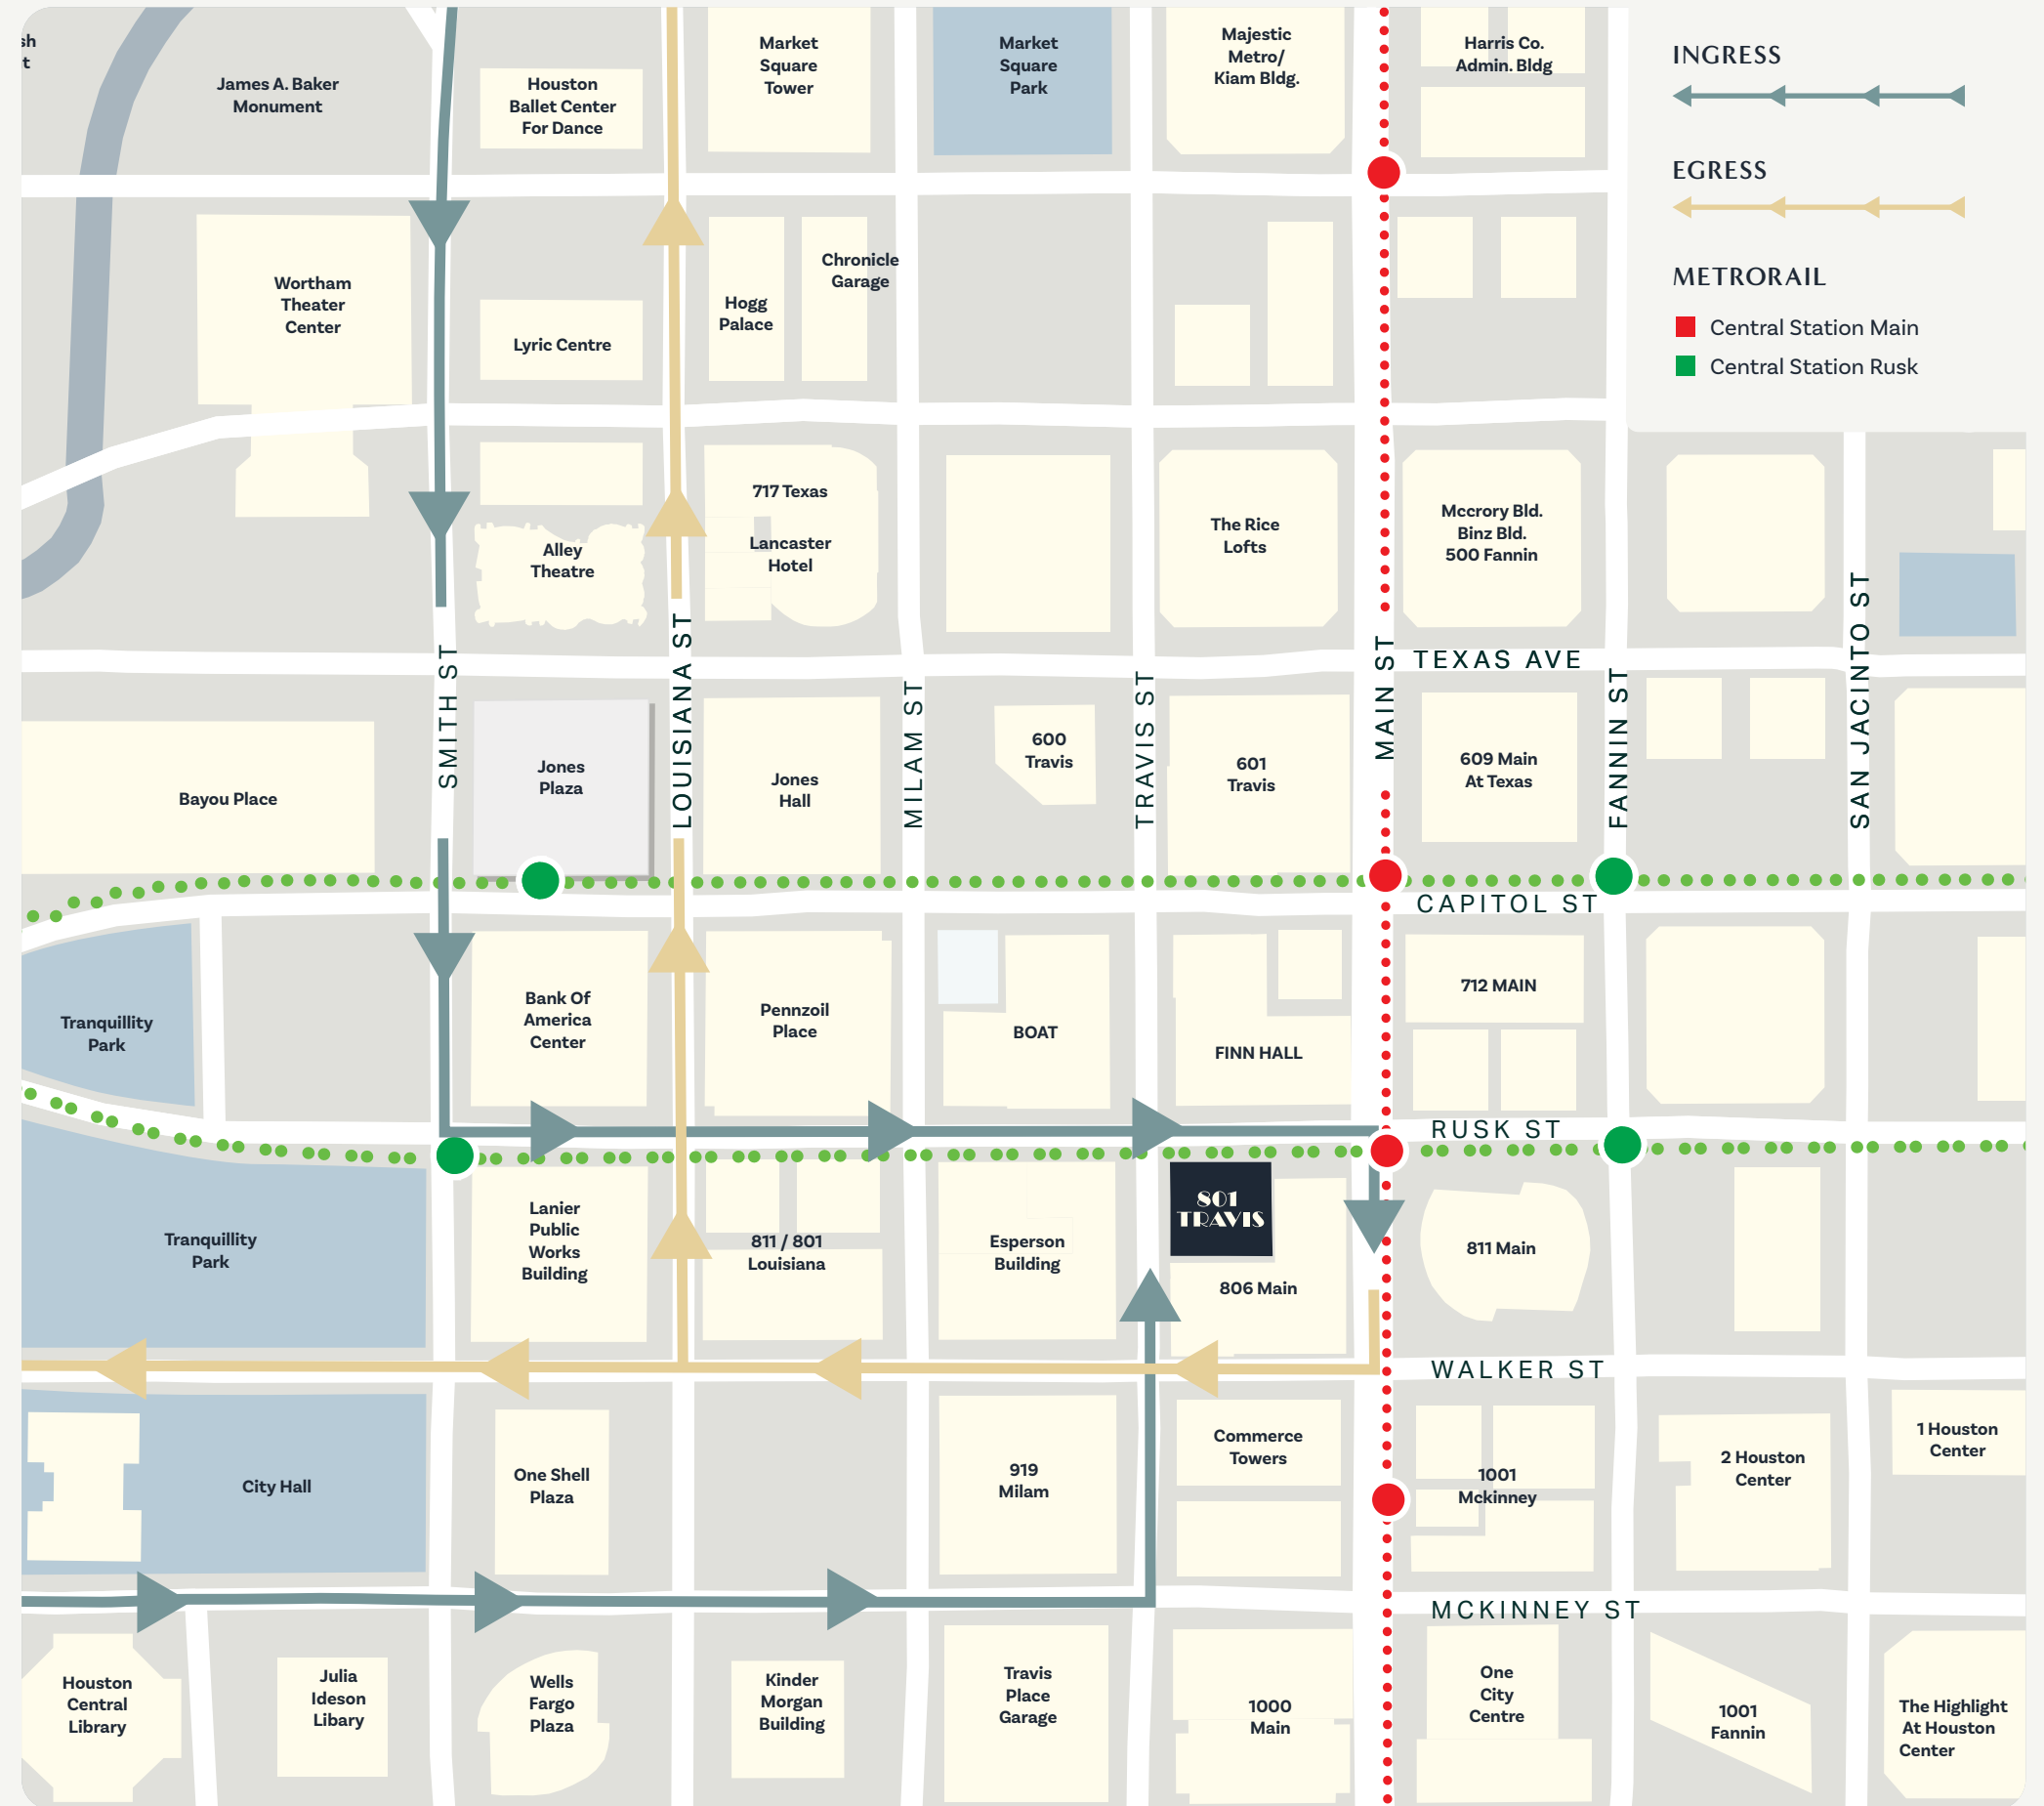 sh
t
James A. Baker
Monument
Houston
Ballet Center
For Dance
Market
Square
Tower
Market
Square
Park
Majestic
Metro/
Kiam Bldg.
Harris Co.
Admin. Bldg
INGRESS
EGRESS
METRORAIL
Central Station Main
Central Station Rusk
Wortham
Theater
Center
Lyric Centre
Hogg
Palace
Chronicle
Garage
Alley
Theatre
717 Texas
Lancaster
Hotel
The Rice
Lofts
Mccrory Bld.
Binz Bld.
500 Fannin
TEXAS AVE
SMITH ST
LOUISIANA ST
MILAM ST
TRAVIS ST
MAIN ST
FANNIN ST
SAN JACINTO ST
Bayou Place
Jones
Plaza
Jones
Hall
600
Travis
601
Travis
609 Main
At Texas
CAPITOL ST
Tranquillity
Park
Bank Of
America
Center
Pennzoil
Place
BOAT
FINN HALL
712 MAIN
RUSK ST
Tranquillity
Park
Lanier
Public
Works
Building
811 / 801
Louisiana
Esperson
Building
801
TRAVIS
806 Main
811 Main
WALKER ST
City Hall
One Shell
Plaza
919
Milam
Commerce
Towers
1001
Mckinney
2 Houston
Center
1 Houston
Center
MCKINNEY ST
Houston
Central
Library
Julia
Ideson
Libary
Wells
Fargo
Plaza
Kinder
Morgan
Building
Travis
Place
Garage
1000
Main
One
City
Centre
1001
Fannin
The Highlight
At Houston
Center